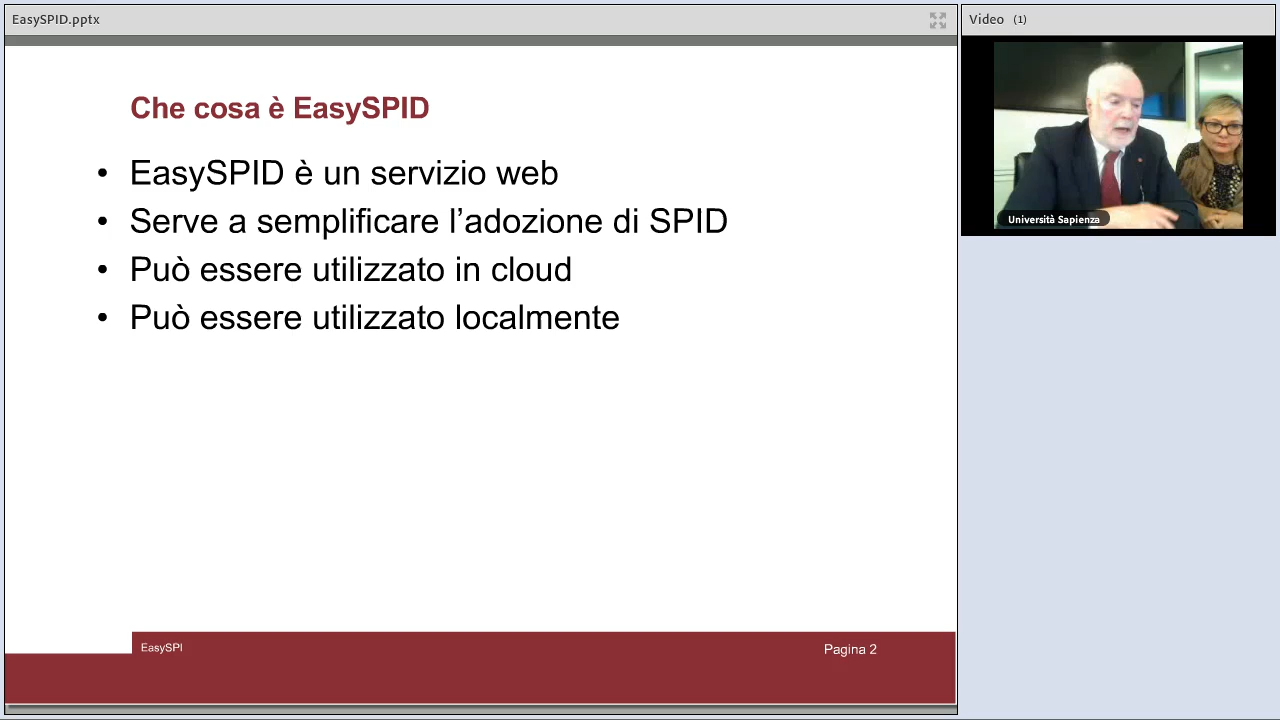 EasySPID.pptx
Video (1)
Che cosa è EasySPID
• EasySPID è un servizio web
• Serve a semplificare l’adozione di SPID
• Può essere utilizzato in cloud
• Può essere utilizzato localmente
Università Sapienza
EasySPI
Pagina 2